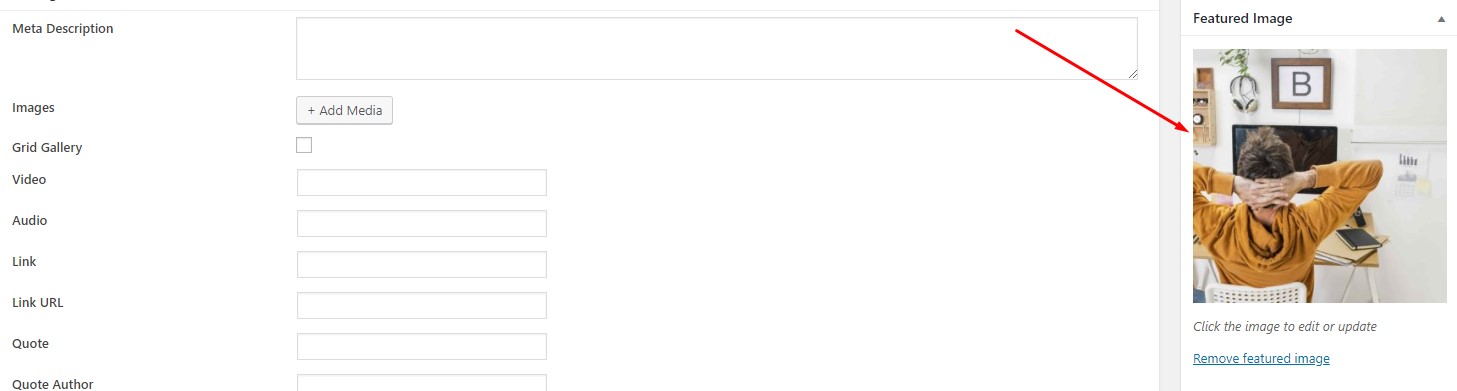 Meta Description
Images
+ Add Media
Grid Gallery
Video
Audio
Link
Link URL
Quote
Quote Author
Featured Image
B
Click the image to edit or update
Remove featured image